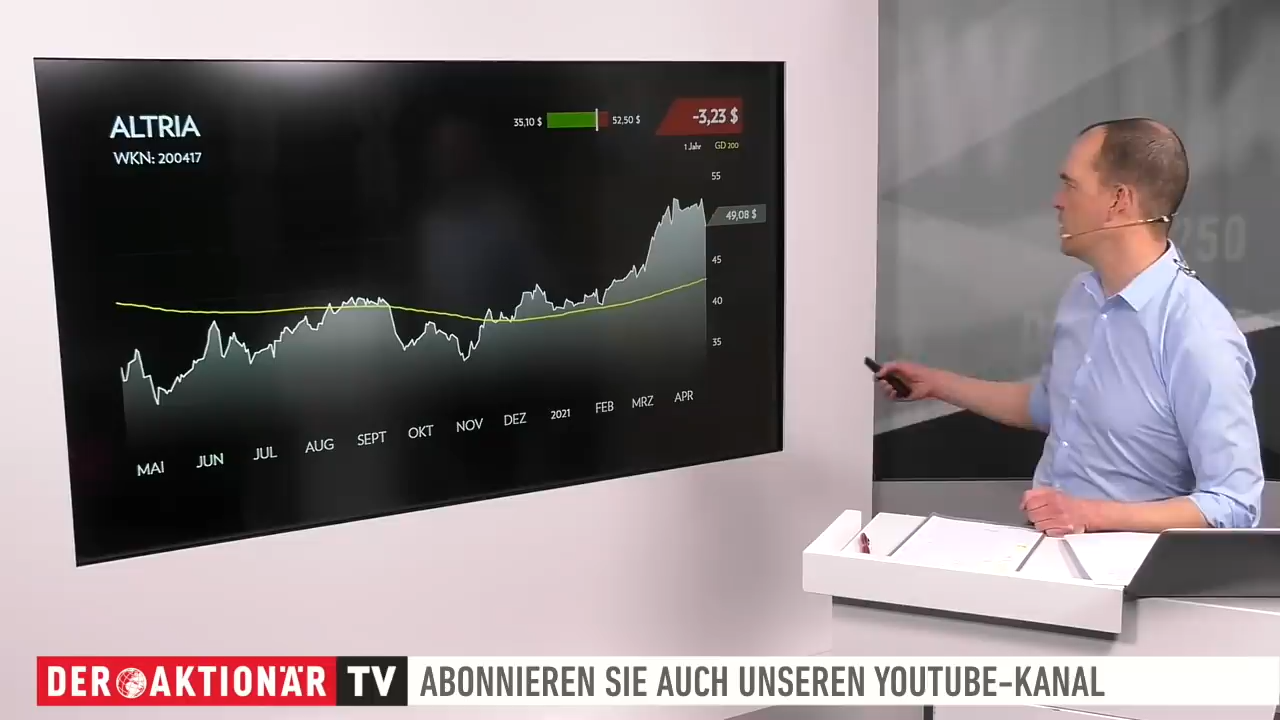 ALTRIA
WKN: 200417
35,10 $
52,50 $
-3,23 $
1 Jahr GD 200
55
49,08 $
45
40
35
MAI JUN JUL AUG SEPT OKT NOV DEZ 2021 FEB MRZ APR
250
DER AKTIONÄR TV
ABONNIEREN SIE AUCH UNSEREN YOUTUBE-KANAL